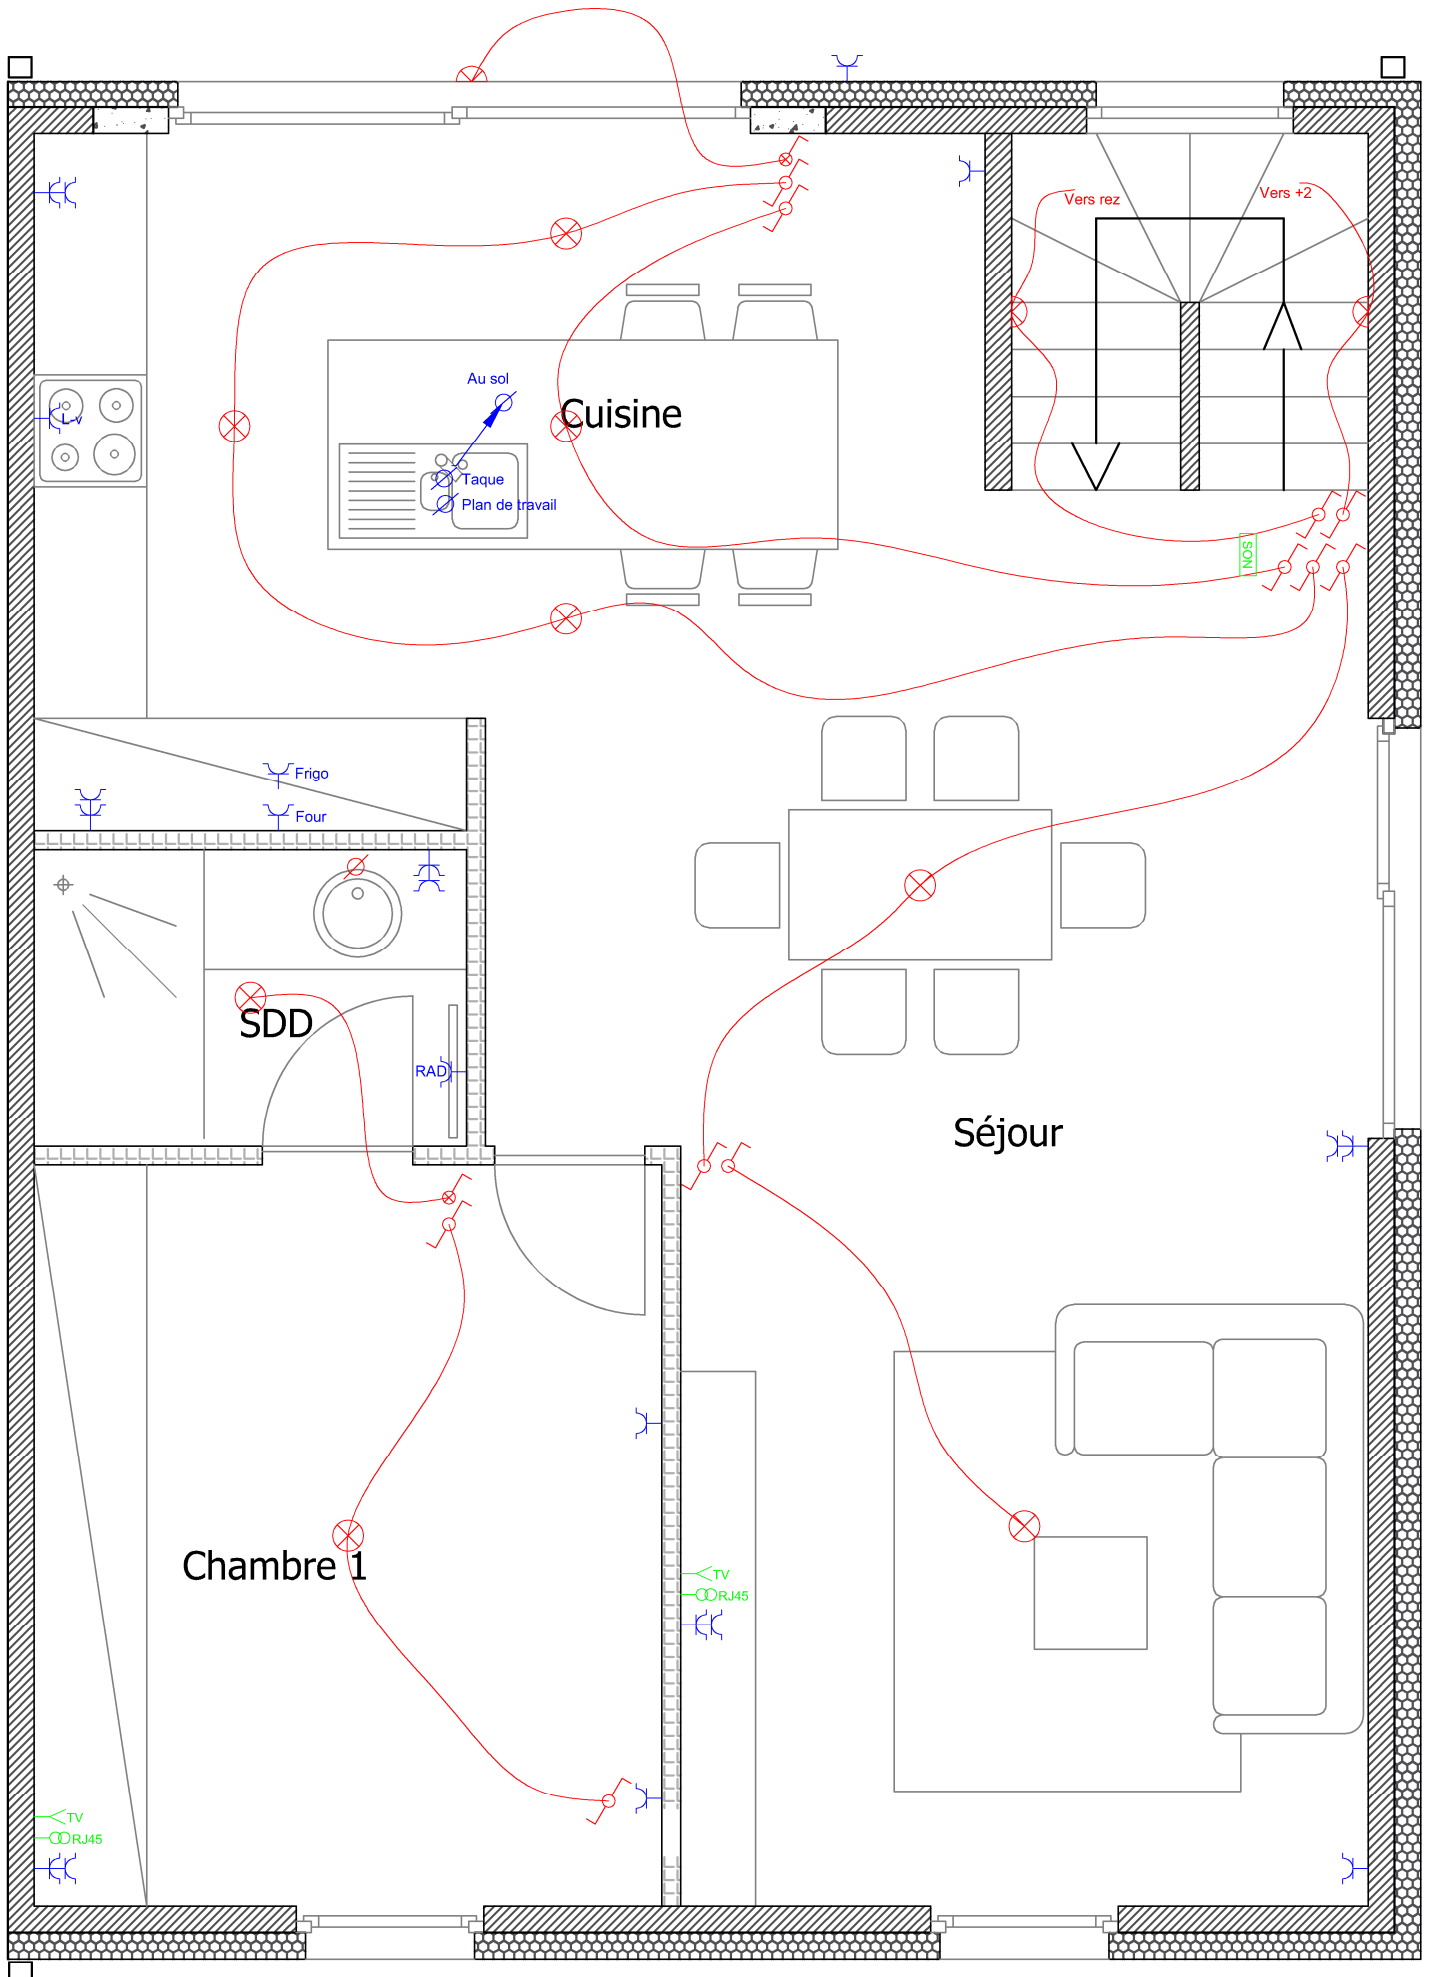 Vers rez
Vers +2
Au sol
Cuisine
L-v
Taque
Plan de travail
SON
Frigo
Four
SDD
RAD
Séjour
Chambre 1
TV
RJ45
TV
RJ45